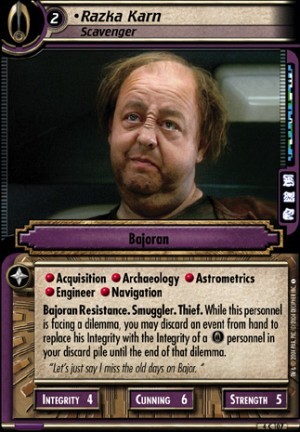 2
•Razka Karn
Scavenger
Bajoran
• Acquisition • Archaeology • Astrometrics
• Engineer • Navigation
Bajoran Resistance. Smuggler. Thief. While this personnel
is facing a dilemma, you may discard an event from hand to
replace his Integrity with the Integrity of a personnel in
your discard pile until the end of that dilemma.
"Let's just say I miss the old days on Bajor."
INTEGRITY 4 CUNNING 6 STRENGTH 5
4 C 107